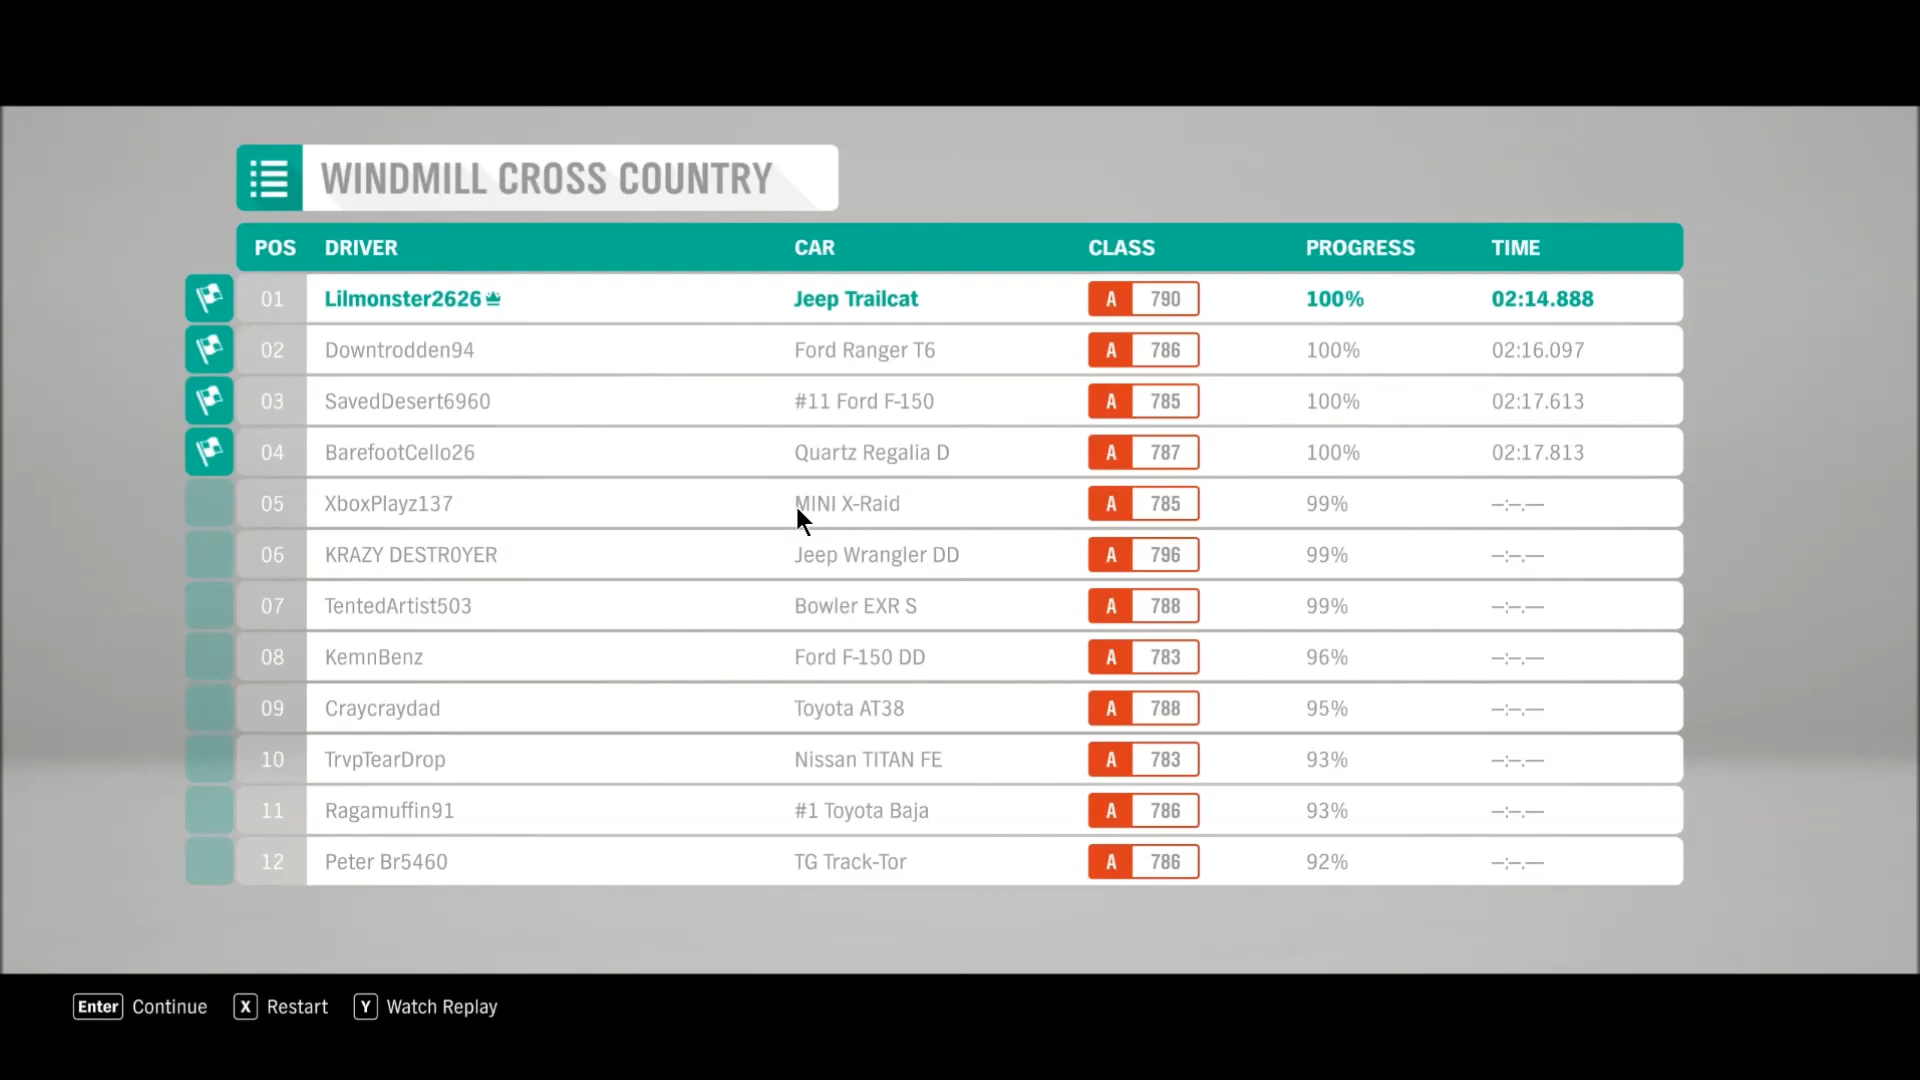 WINDMILL CROSS COUNTRY
POS DRIVER CAR CLASS PROGRESS TIME
01 Lilmonster2626 Jeep Trailcat A 790 100% 02:14.888
02 Downtrodden94 Ford Ranger T6 A 786 100% 02:16.097
03 SavedDesert6960 #11 Ford F-150 A 785 100% 02:17.613
04 BarefootCello26 Quartz Regalia D A 787 100% 02:17.813
05 XboxPlayz137 MINI X-Raid A 785 99% –:–.—
06 KRAZY DESTR0YER Jeep Wrangler DD A 796 99% –:–.—
07 TentedArtist503 Bowler EXR S A 788 99% –:–.—
08 KemnBenz Ford F-150 DD A 783 96% –:–.—
09 Craycraydad Toyota AT38 A 788 95% –:–.—
10 TrvpTearDrop Nissan TITAN FE A 783 93% –:–.—
11 Ragamuffin91 #1 Toyota Baja A 786 93% –:–.—
12 Peter Br5460 TG Track-Tor A 786 92% –:–.—
Enter Continue X Restart Y Watch Replay